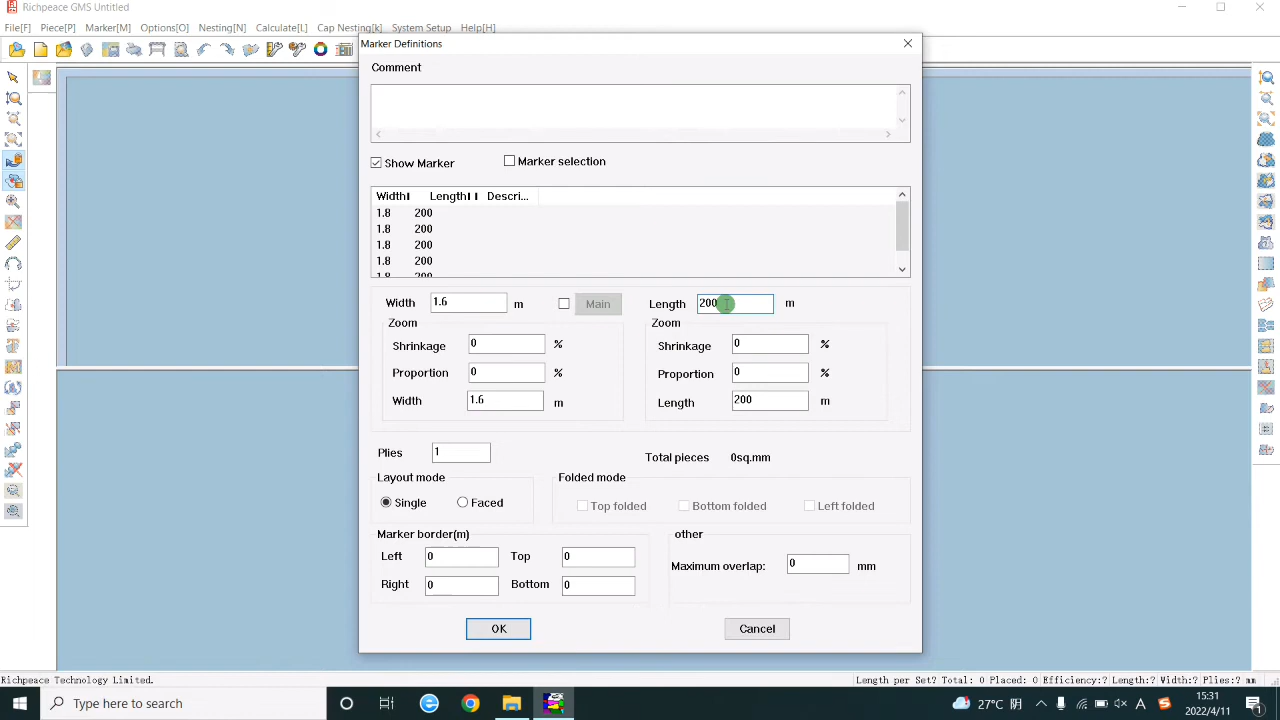 Richpeace GMS Untitled
File[F] Piece[P] Marker[M] Options[O] Nesting[N] Calculate[L] Cap Nesting[k] System Setup Help[H]
Marker Definitions
Comment
Show Marker Marker selection
Width Length Descri...
1.8 200
1.8 200
1.8 200
1.8 200
1.8 200
Width 1.6 m Main Length 200 m
Zoom Zoom
Shrinkage 0 % Shrinkage 0 %
Proportion 0 % Proportion 0 %
Width 1.6 m Length 200 m
Plies 1 Total pieces 0sq.mm
Layout mode Folded mode
Single Faced Top folded Bottom folded Left folded
Marker border(m) other
Left 0 Top 0 Maximum overlap: 0 mm
Right 0 Bottom 0
OK Cancel
Richpeace Technology Limited. Length per Set? Total: 0 Placed: 0 Efficiency:? Length:? Width:? Plies:?
Type here to search 27°C 阴 A 15:31
2022/4/11